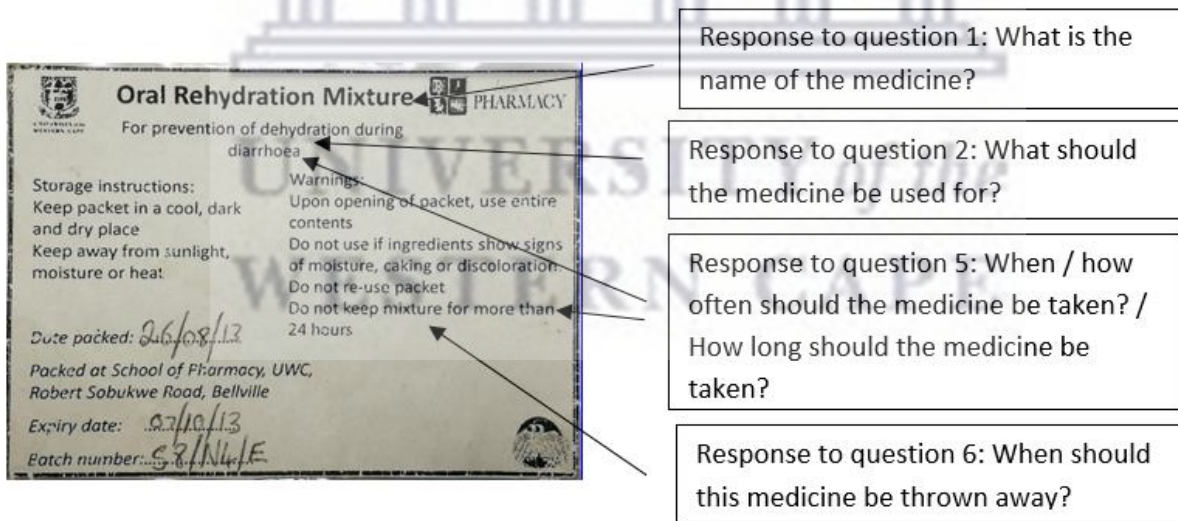 Oral Rehydration Mixture
PHARMACY
UNIVERSITY of the
WESTERN CAPE
For prevention of dehydration during
diarrhoea
Storage instructions:
Keep packet in a cool, dark
and dry place
Keep away from sunlight,
moisture or heat
Warnings:
Upon opening of packet, use entire
contents
Do not use if ingredients show signs
of moisture, caking or discoloration
Do not re-use packet
Do not keep mixture for more than
24 hours
Date packed: 26/08/13
Packed at School of Pharmacy, UWC,
Robert Sobukwe Road, Bellville
Expiry date: 07/10/13
Batch number: S8/N4/E
Response to question 1: What is the
name of the medicine?
Response to question 2: What should
the medicine be used for?
Response to question 5: When / how
often should the medicine be taken? /
How long should the medicine be
taken?
Response to question 6: When should
this medicine be thrown away?